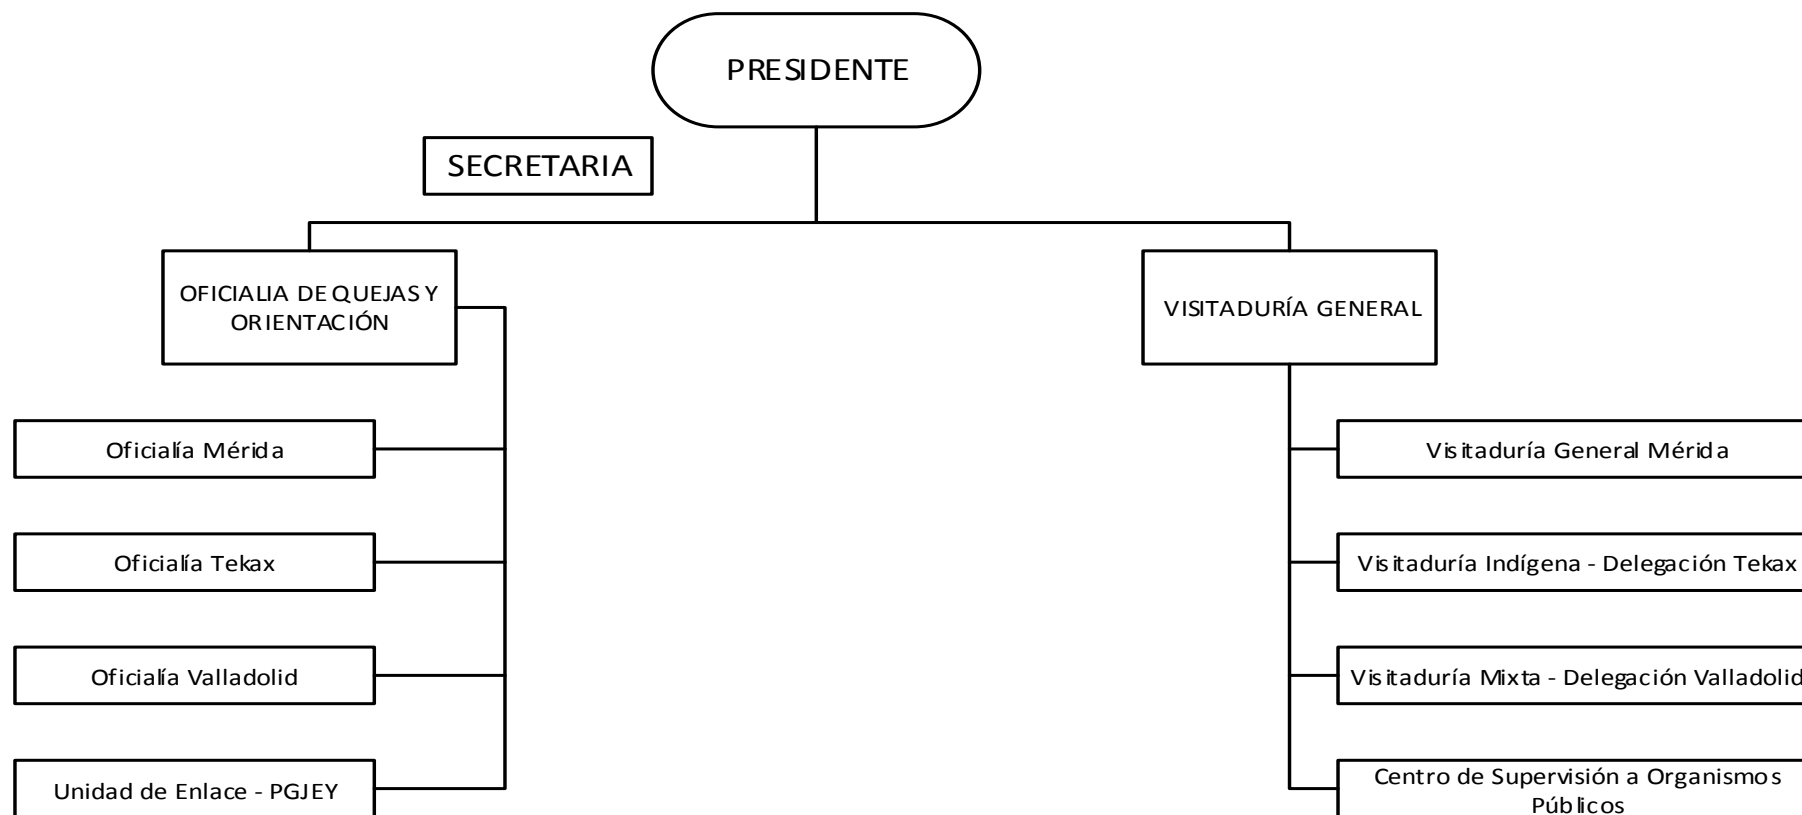 PRESIDENTE
SECRETARIA
OFICIALIA DE QUEJAS Y
ORIENTACIÓN
VISITADURÍA GENERAL
Oficialía Mérida
Visitaduría General Mérida
Oficialía Tekax
Visitaduría Indígena - Delegación Tekax
Oficialía Valladolid
Visitaduría Mixta - Delegación Valladolid
Unidad de Enlace - PGJEY
Centro de Supervisión a Organismos
Públicos